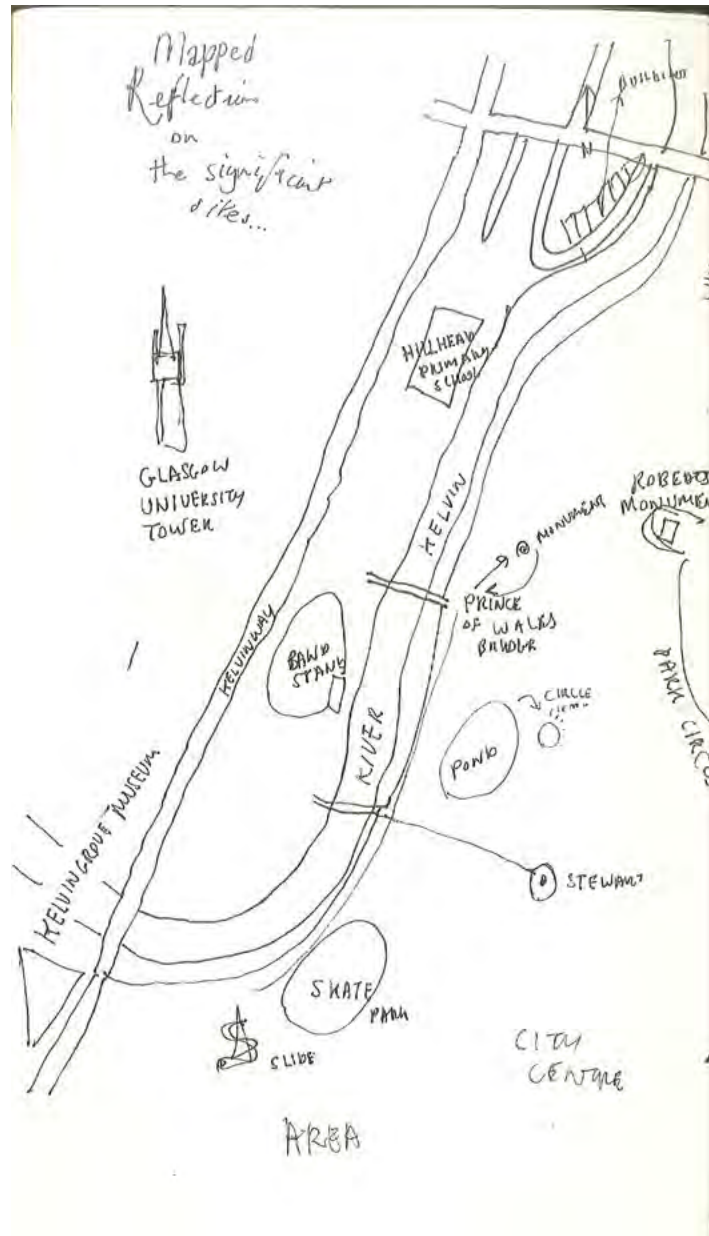 Mapped
Reflections
on
the significant
sites...
N
HILLHEAD
PRIMARY
SCHOOL
GLASGOW
UNIVERSITY
TOWER
KELVIN
ROBERTS
MONUMEN
MONUMENT
PRINCE
OF WALES
BRIDGE
KELVINWAY
BAND
STAND
PARK CIRCUS
CIRCLE
RIVER
POND
KELVINGROVE MUSEUM
STEWART
SKATE
PARK
SLIDE
CITY
CENTRE
AREA